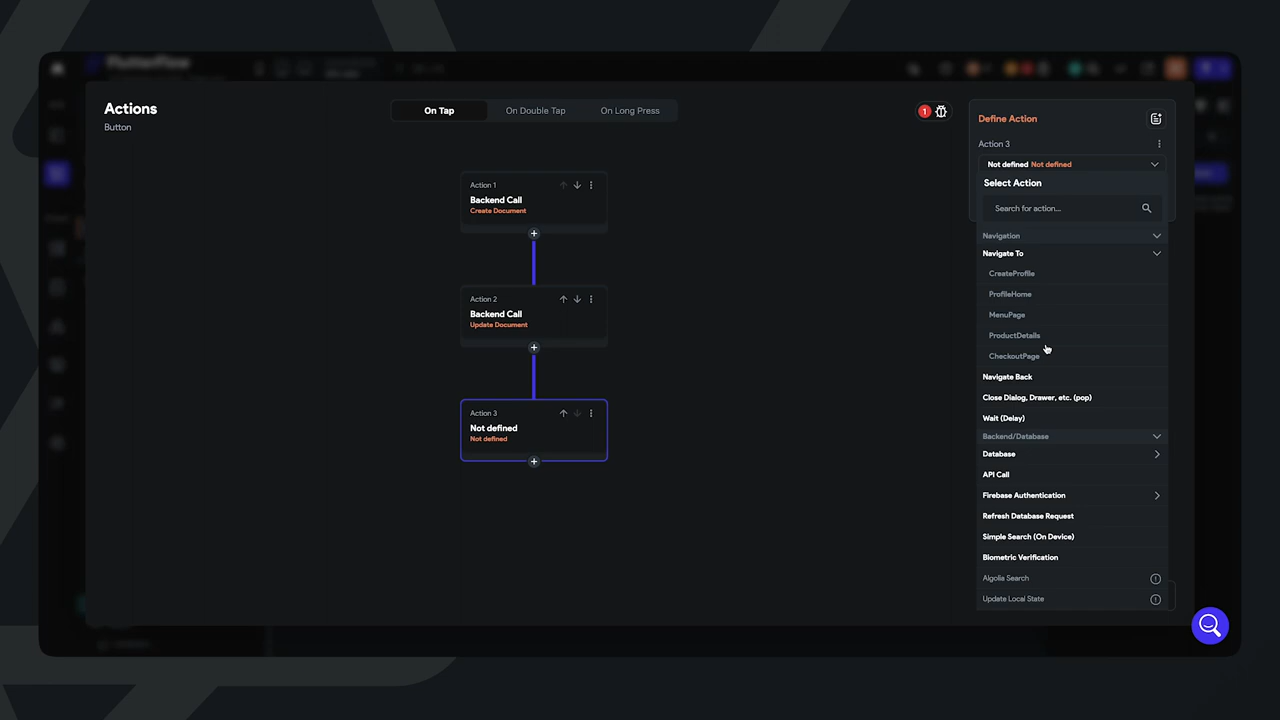 FlutterFlow
Actions
Button
On Tap
On Double Tap
On Long Press
1
Action 1
Backend Call
Create Document
Action 2
Backend Call
Update Document
Action 3
Not defined
Not defined
Define Action
Action 3
Not defined Not defined
Select Action
Search for action...
Navigation
Navigate To
CreateProfile
ProfileHome
MenuPage
ProductDetails
CheckoutPage
Navigate Back
Close Dialog, Drawer, etc. (pop)
Wait (Delay)
Backend/Database
Database
API Call
Firebase Authentication
Refresh Database Request
Simple Search (On Device)
Biometric Verification
Algolia Search
Update Local State